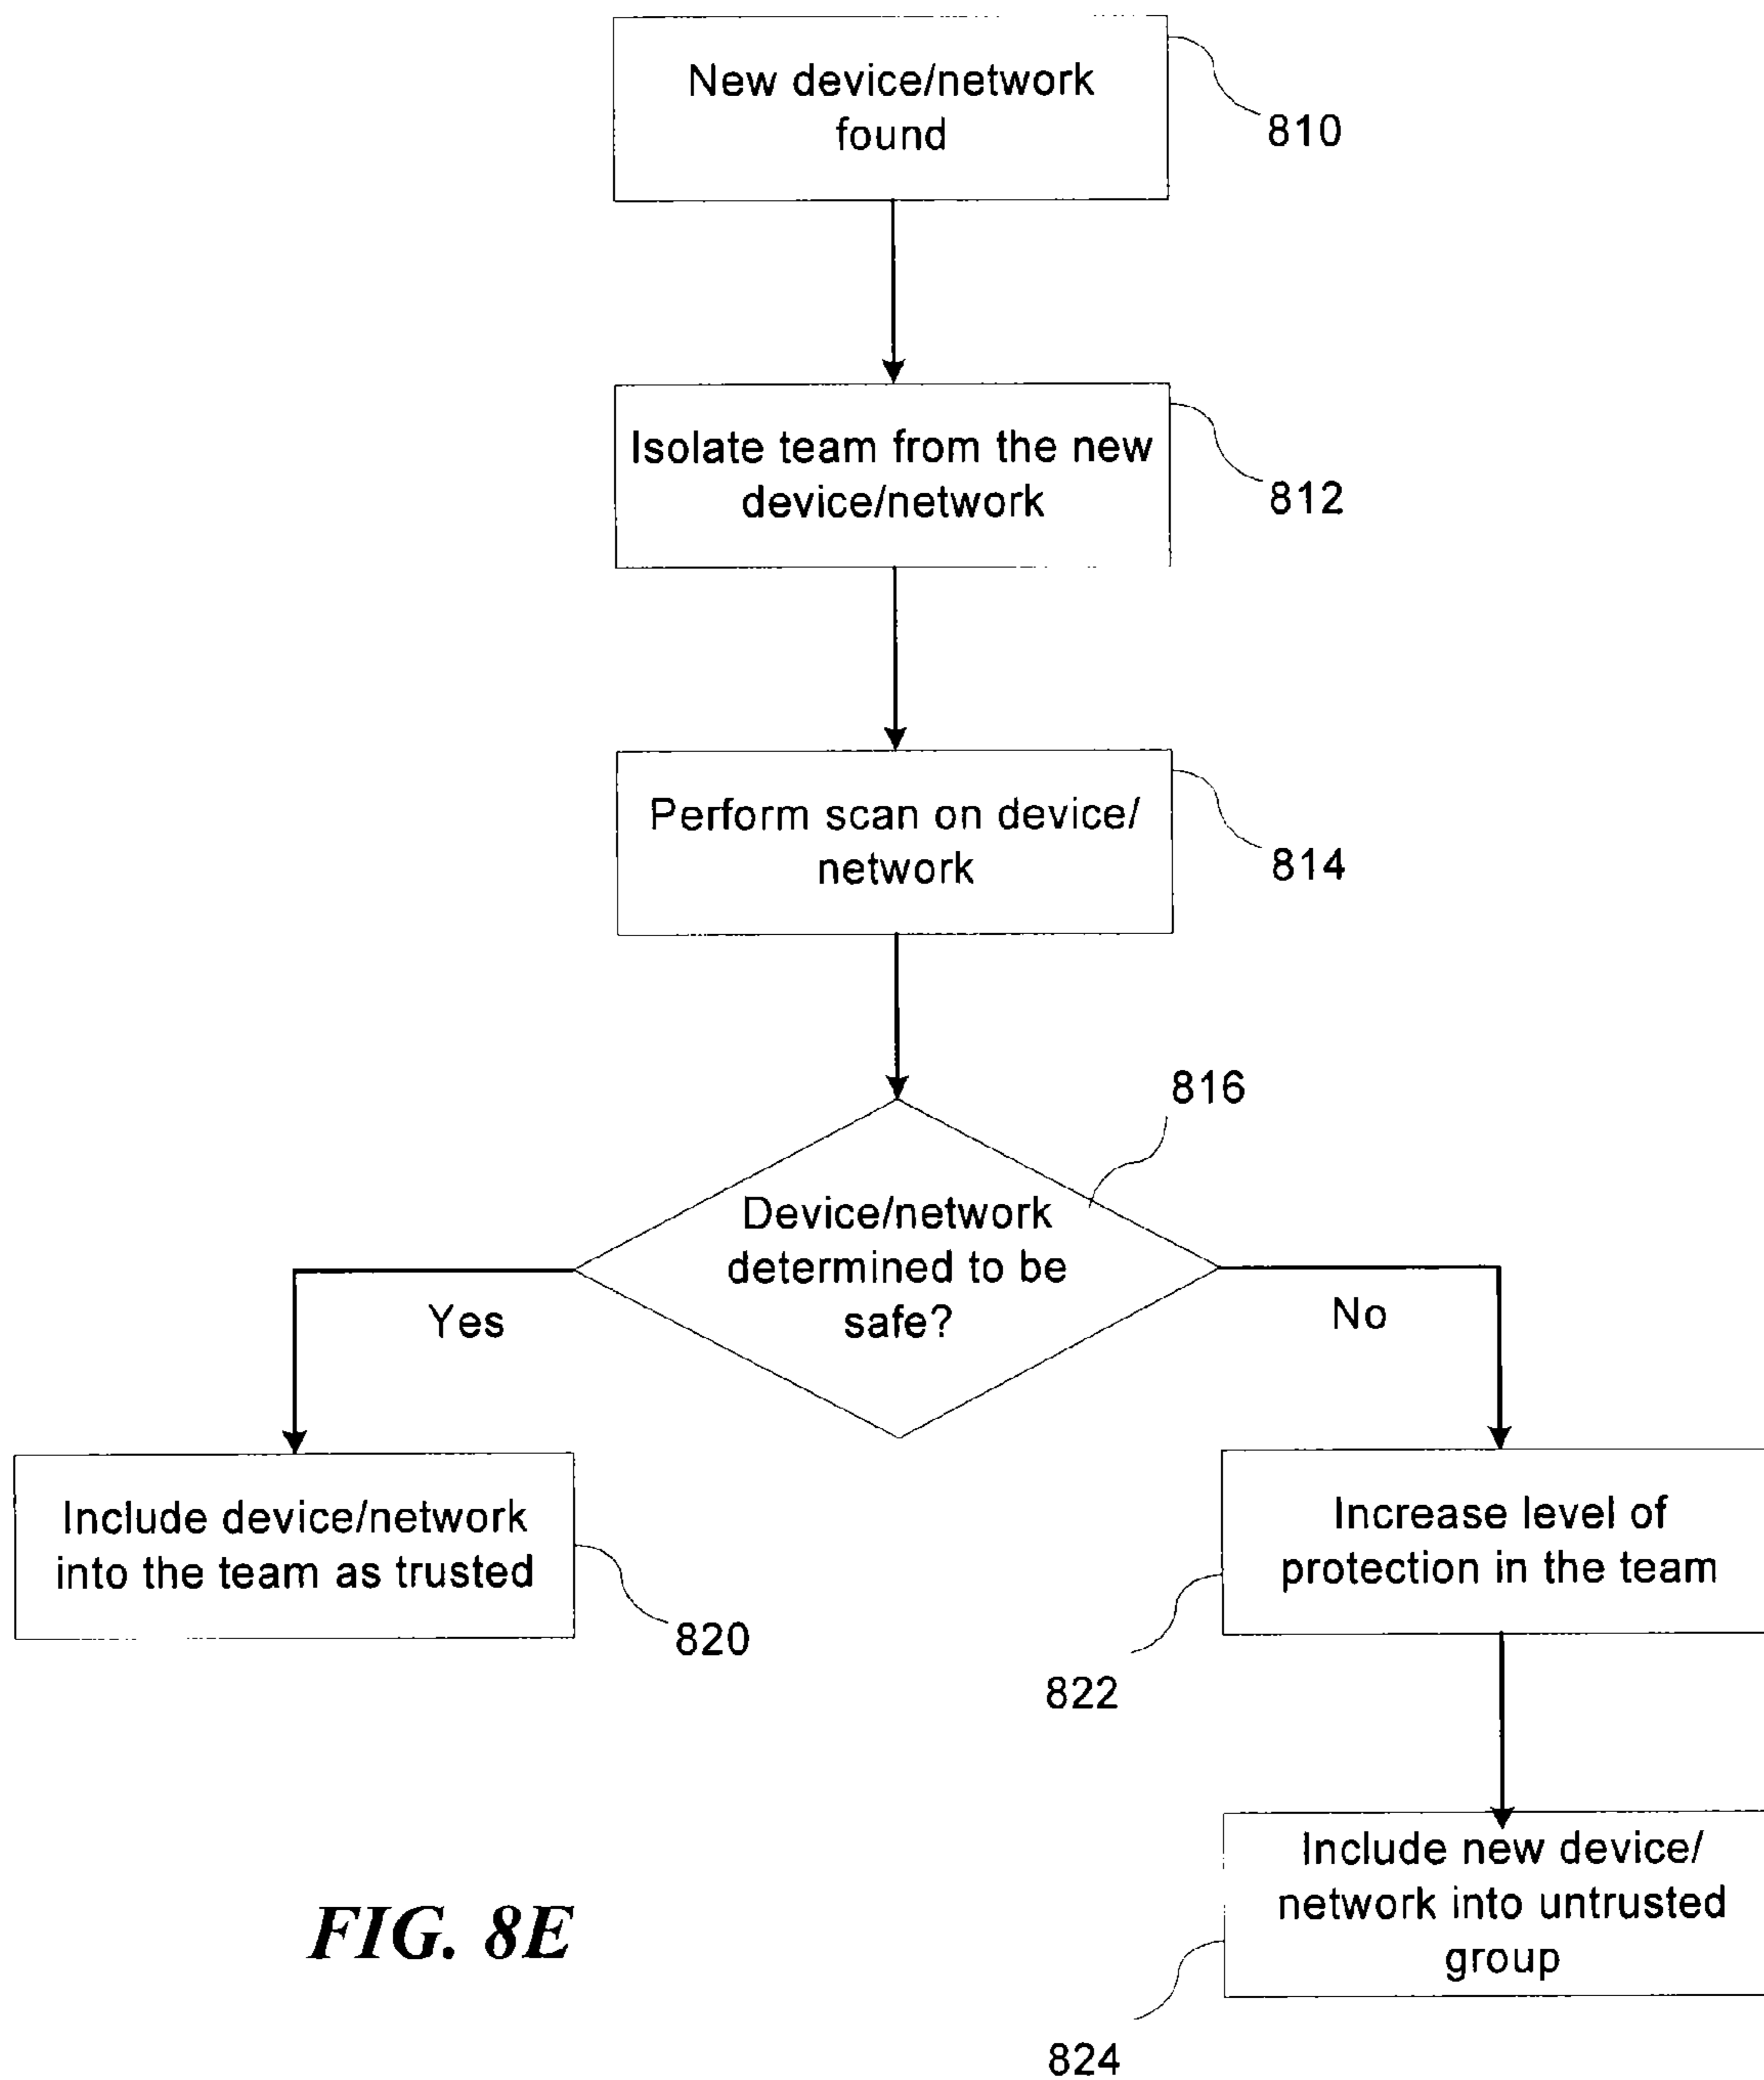 New device/network
found
810
Isolate team from the new
device/network
812
Perform scan on device/
network
814
816
Device/network
determined to be
safe?
Yes
No
Include device/network
into the team as trusted
820
Increase level of
protection in the team
822
Include new device/
network into untrusted
group
824
FIG. 8E